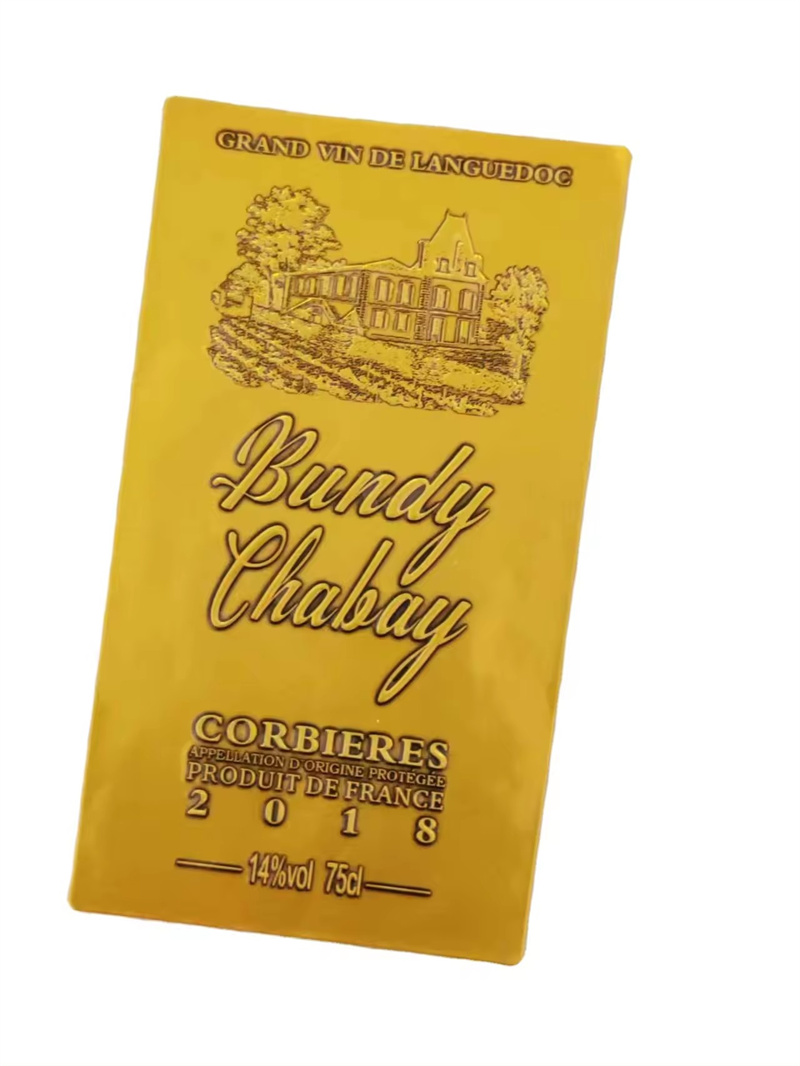 GRAND VIN DE LANGUEDOC
Bundy
Chabay
CORBIERES
APPELLATION D'ORIGINE PROTÉGÉE
PRODUIT DE FRANCE
2 0 1 8
14%vol 75cl